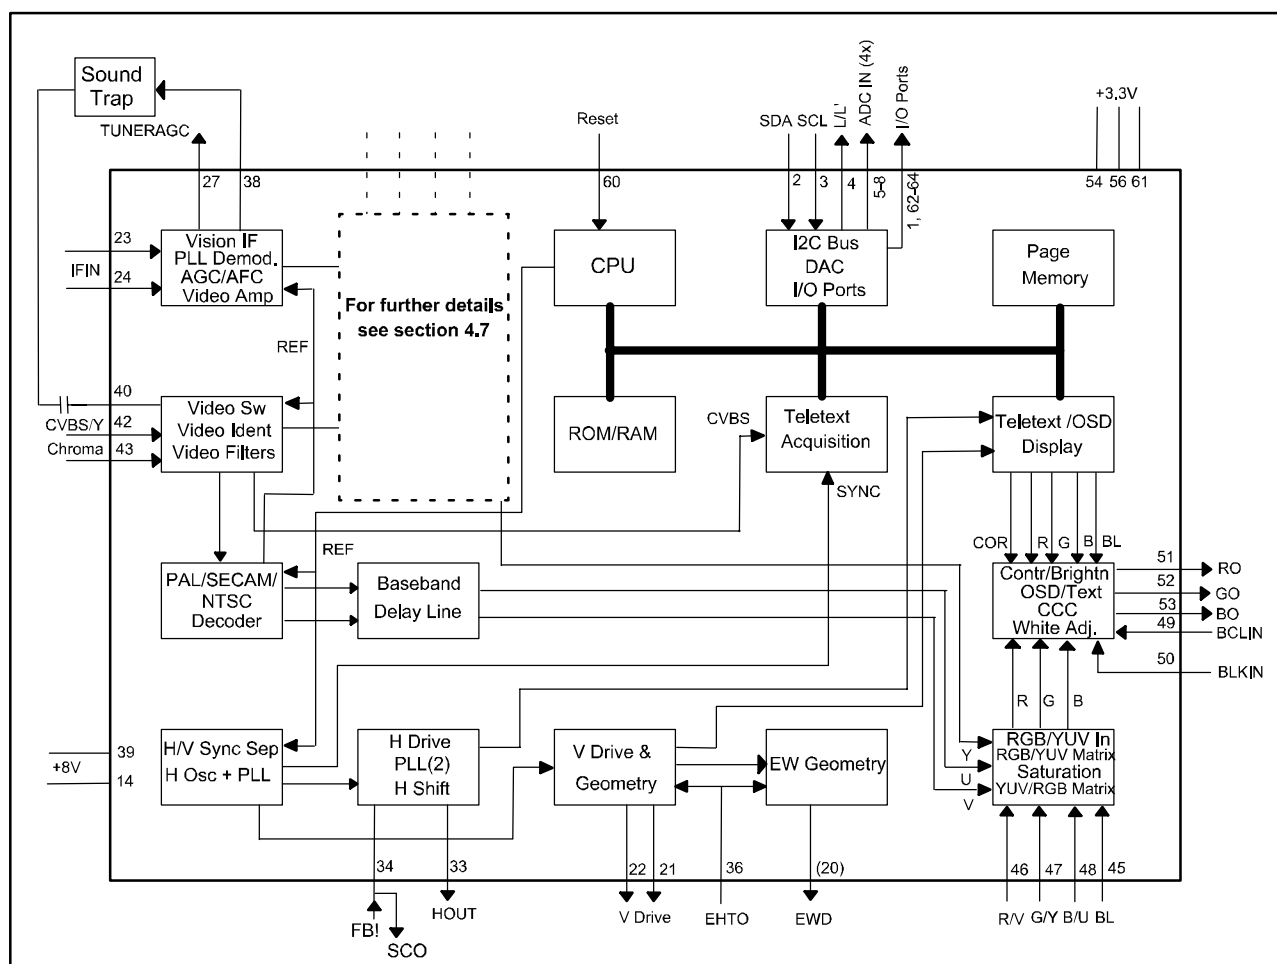 Sound
Trap
TUNERAGC
27
38
Reset
60
SDA SCL
L/L'
ADC IN (4x)
I/O Ports
2
3
4
5-8
1, 62-64
+3.3V
54
56
61
23
IFIN
24
Vision IF
PLL Demod.
AGC/AFC
Video Amp
For further details
see section 4.7
CPU
I2C Bus
DAC
I/O Ports
Page
Memory
REF
40
CVBS/Y
42
Chroma
43
Video Sw
Video Ident
Video Filters
ROM/RAM
CVBS
Teletext
Acquisition
SYNC
Teletext /OSD
Display
REF
COR
R
G
B
BL
PAL/SECAM/
NTSC
Decoder
Baseband
Delay Line
Contr/Brightn
OSD/Text
CCC
White Adj.
51
RO
52
GO
53
BO
49
BCLIN
50
BLKIN
R
G
B
39
+8V
14
H/V Sync Sep
H Osc + PLL
H Drive
PLL(2)
H Shift
V Drive &
Geometry
EW Geometry
Y
U
V
RGB/YUV In
RGB/YUV Matrix
Saturation
YUV/RGB Matrix
34
33
22
21
36
(20)
46
47
48
45
FB!
SCO
HOUT
V Drive
EHTO
EWD
R/V
G/Y
B/U
BL